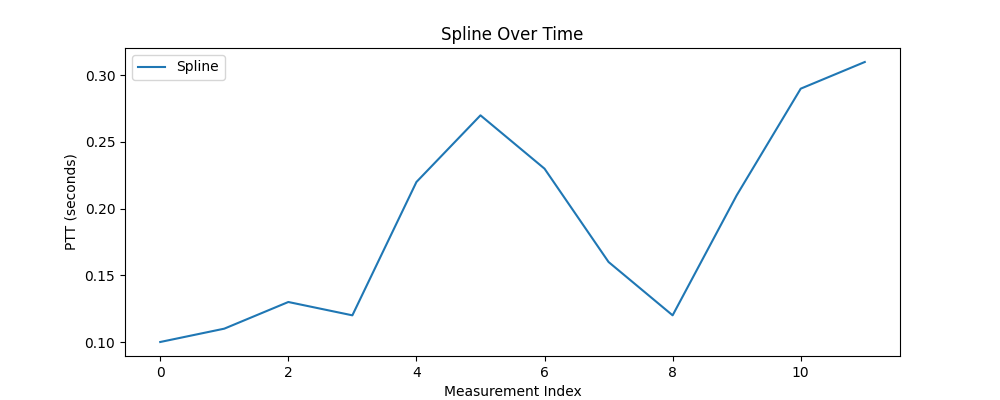 Spline Over Time
Spline
0.30
0.25
0.20
0.15
0.10
PTT (seconds)
0 2 4 6 8 10
Measurement Index